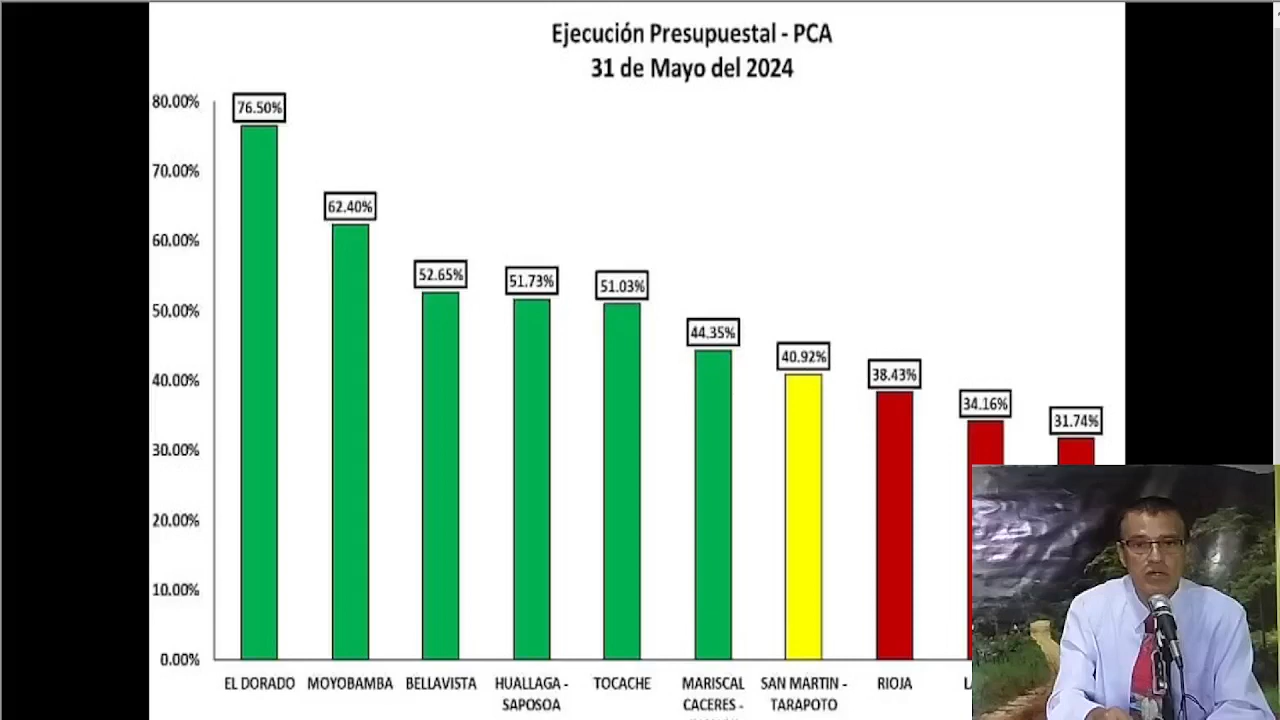 Ejecución Presupuestal - PCA
31 de Mayo del 2024
80.00%
70.00%
60.00%
50.00%
40.00%
30.00%
20.00%
10.00%
0.00%
76.50%
62.40%
52.65%
51.73%
51.03%
44.35%
40.92%
38.43%
34.16%
31.74%
EL DORADO
MOYOBAMBA
BELLAVISTA
HUALLAGA -
SAPOSOA
TOCACHE
MARISCAL
CACERES -
SAN MARTIN -
TARAPOTO
RIOJA